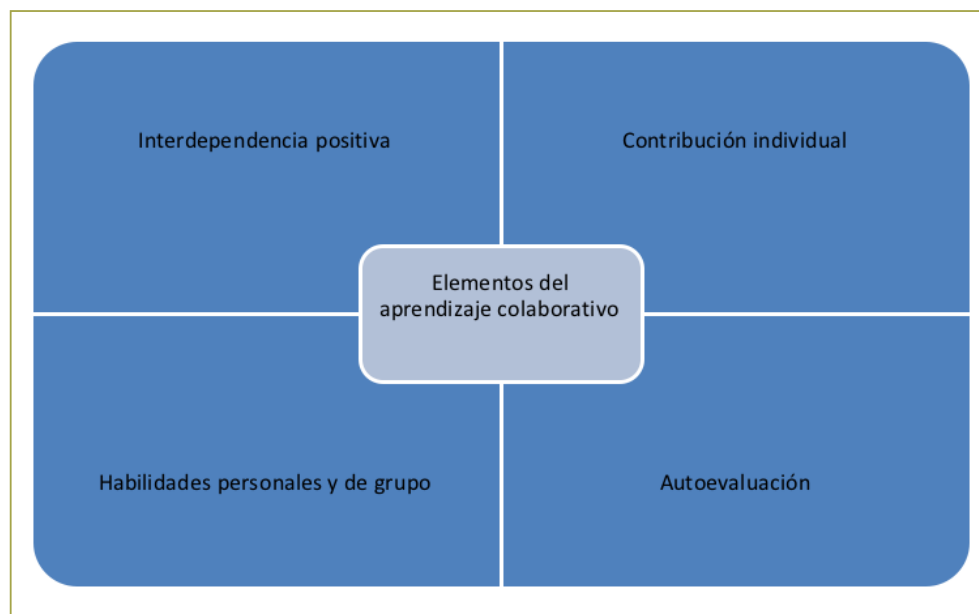 Interdependencia positiva
Contribución individual
Elementos del
aprendizaje colaborativo
Habilidades personales y de grupo
Autoevaluación